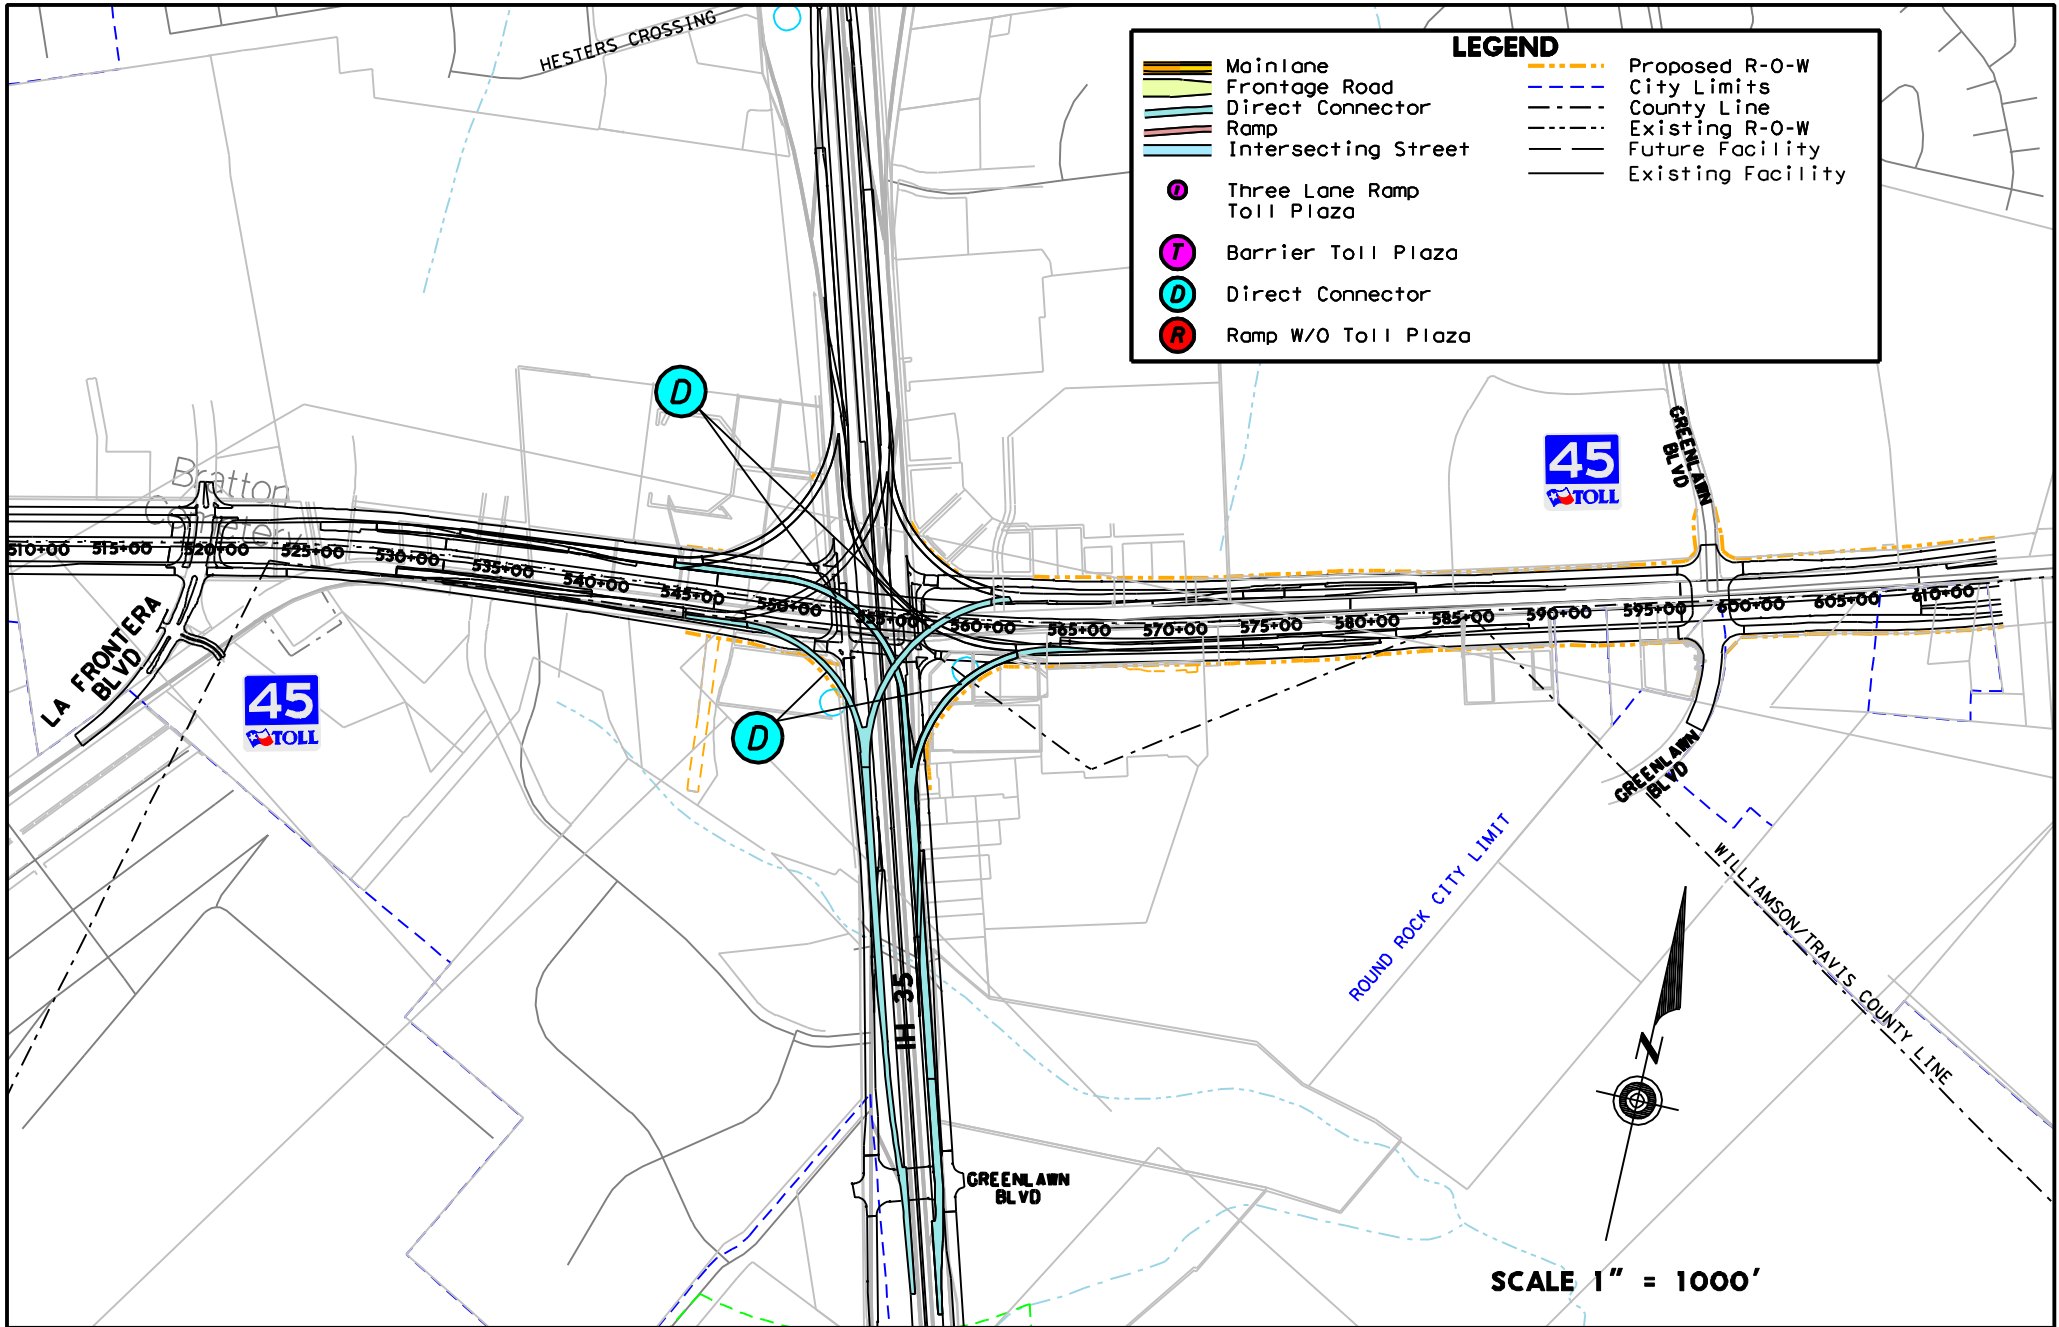 HESTERS CROSSING
LEGEND
Mainlane
Frontage Road
Direct Connector
Ramp
Intersecting Street
Three Lane Ramp
Toll Plaza
T
Barrier Toll Plaza
D
Direct Connector
R
Ramp W/O Toll Plaza
Proposed R-O-W
City Limits
County Line
Existing R-O-W
Future Facility
Existing Facility
D
GREENLAWN
BLVD
45
TOLL
Bratton
510+00 515+00 520+00 525+00 530+00 535+00 540+00 545+00 550+00 555+00 560+00 565+00 570+00 575+00 580+00 585+00 590+00 595+00 600+00 605+00 610+00
LA FRONTERA
BLVD
45
TOLL
D
GREENLAWN
BLVD
ROUND ROCK CITY LIMIT
WILLIAMSON/TRAVIS COUNTY LINE
IH 35
N
GREENLAWN
BLVD
SCALE 1" = 1000'